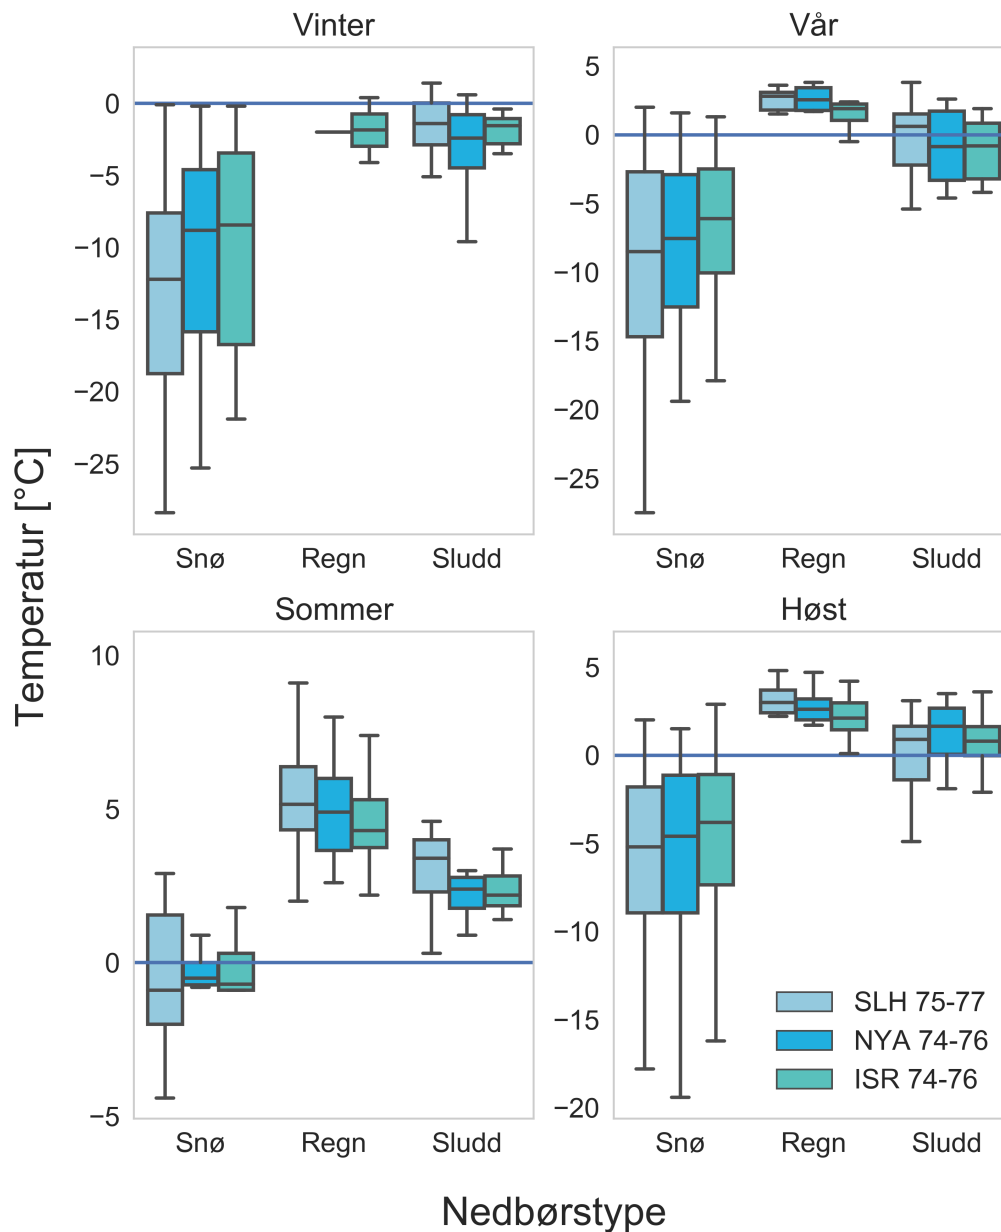 Vinter
0
−5
−10
−15
−20
−25
Snø Regn Sludd
Vår
5
0
−5
−10
−15
−20
−25
Snø Regn Sludd
Temperatur [°C]
Sommer
10
5
0
−5
Snø Regn Sludd
Høst
5
0
−5
−10
−15
−20
SLH 75-77
NYA 74-76
ISR 74-76
Snø Regn Sludd
Nedbørstype